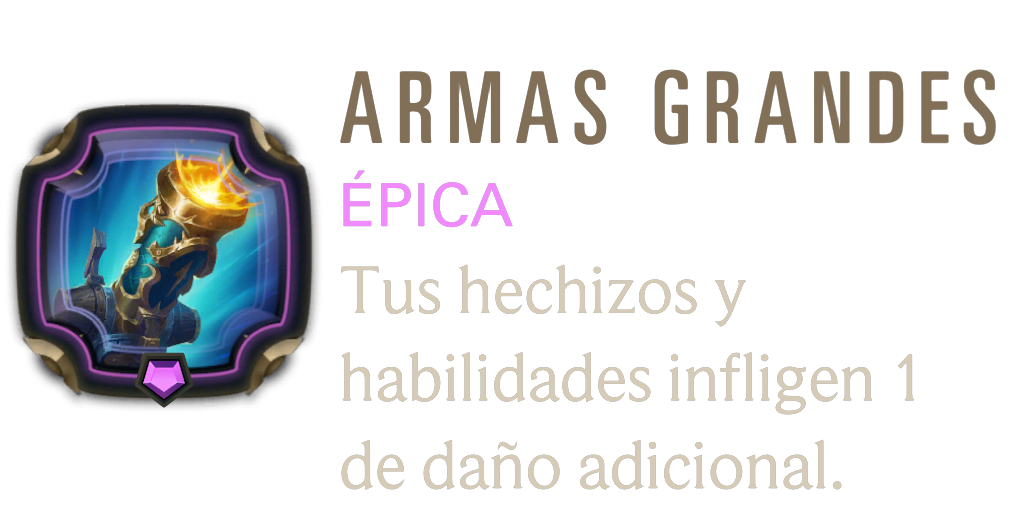 ARMAS GRANDES
ÉPICA
Tus hechizos y
habilidades infligen 1
de daño adicional.